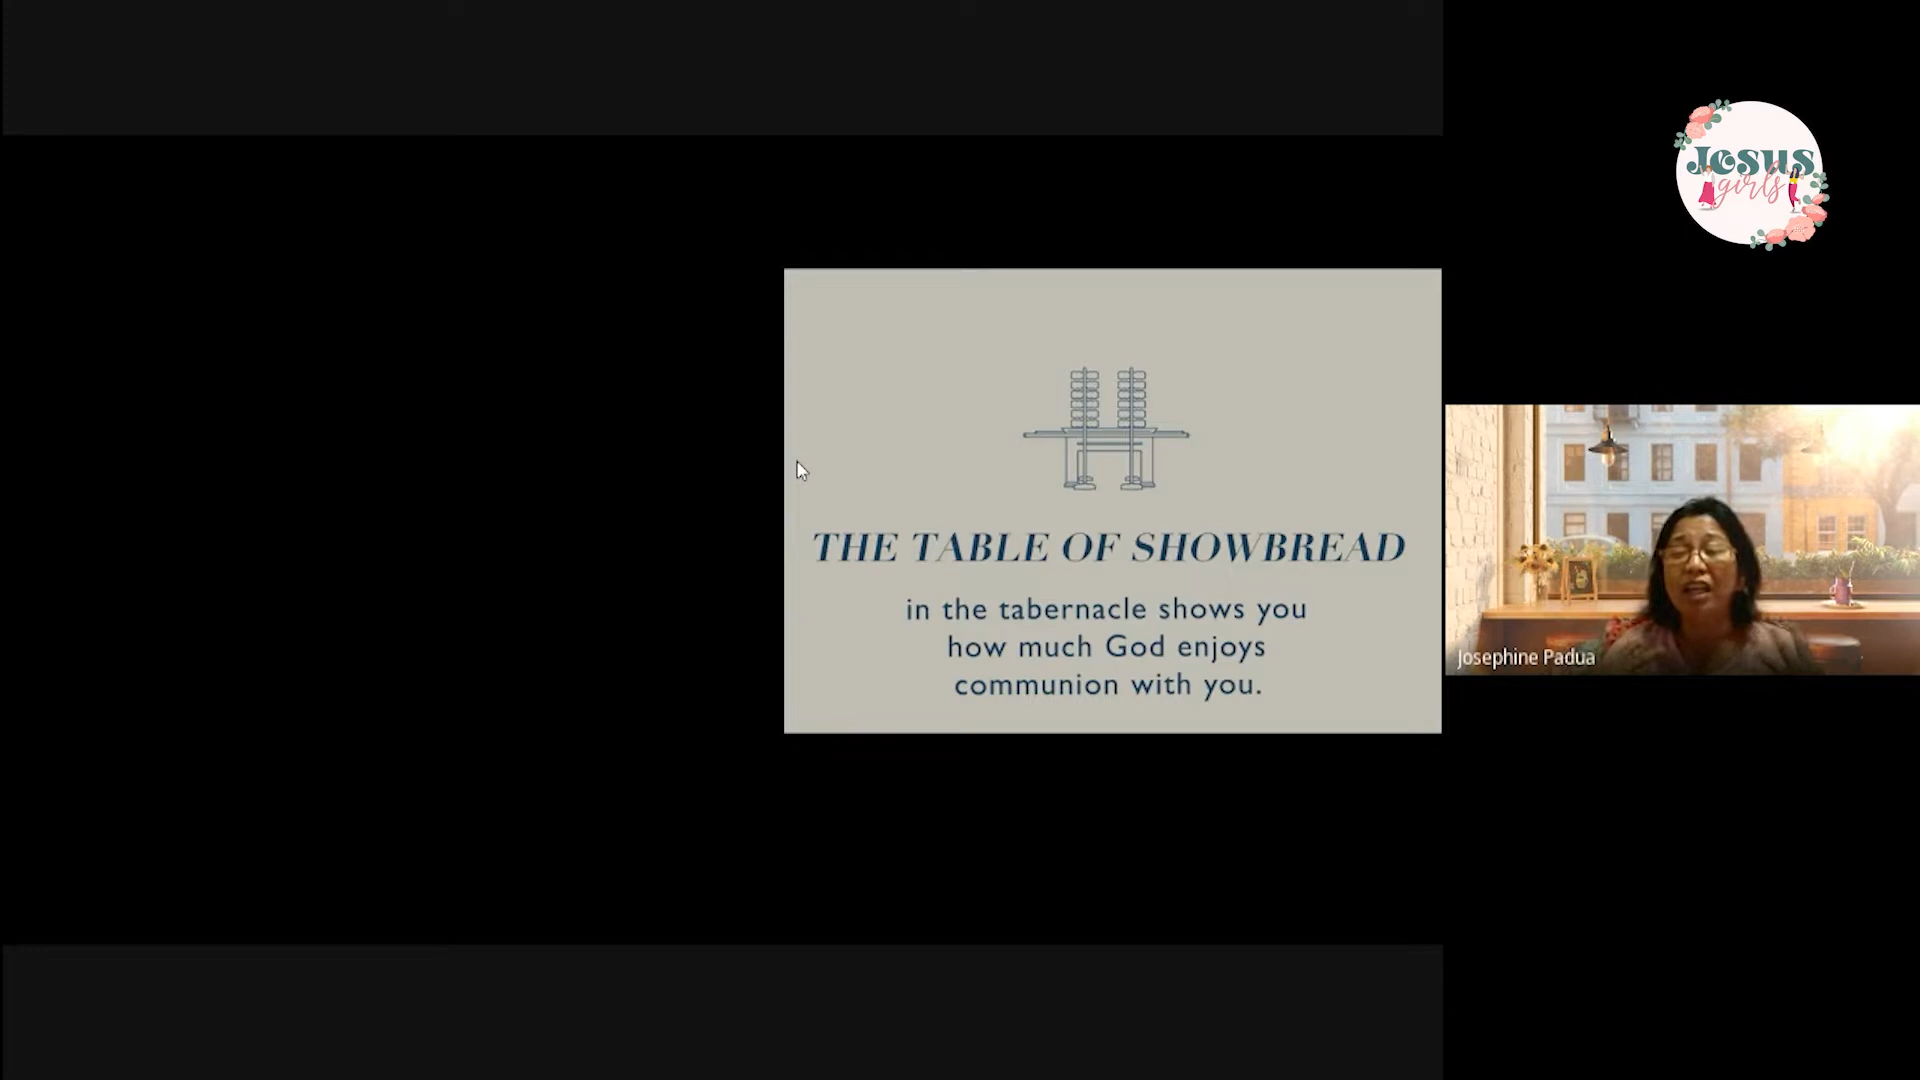 Jesus
girls
THE TABLE OF SHOWBREAD
in the tabernacle shows you
how much God enjoys
communion with you.
Josephine Padua